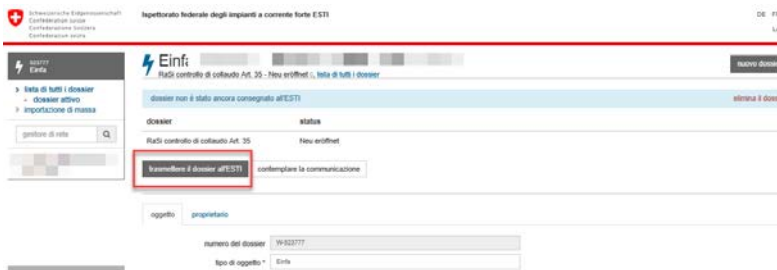 Schweizerische Eidgenossenschaft
Confédération suisse
Confederazione Svizzera
Confederaziun svizra
Ispettorato federale degli impianti a corrente forte ESTI
DE
523777
Einfa
lista di tutti i dossier
- dossier attivo
importazione di massa
gestore di rete
Einfa
RaSi controllo di collaudo Art. 35 - Neu eröffnet
lista di tutti i dossier
nuovo dossier
dossier non è stato ancora consegnato all'ESTI
elimina il doss
dossier status
RaSi controllo di collaudo Art. 35 Neu eröffnet
trasmettere il dossier all'ESTI contemplare la communicazione
oggetto proprietario
numero del dossier W-523777
tipo di oggetto * Einfa